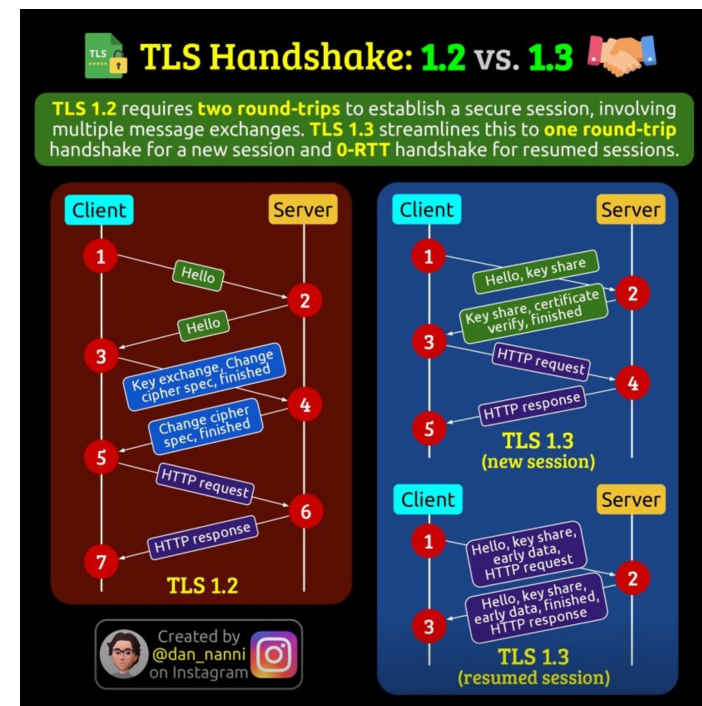 TLS
TLS Handshake: 1.2 vs. 1.3
TLS 1.2 requires two round-trips to establish a secure session, involving
multiple message exchanges. TLS 1.3 streamlines this to one round-trip
handshake for a new session and 0-RTT handshake for resumed sessions.
Client
Server
1
Hello
2
Hello
3
Key exchange, Change
cipher spec, finished
4
Change cipher
spec, finished
5
HTTP request
6
HTTP response
7
TLS 1.2
Client
Server
1
Hello, key share
2
Key share, certificate
verify, finished
3
HTTP request
4
HTTP response
5
TLS 1.3
(new session)
Client
Server
1
Hello, key share,
early data,
HTTP request
2
Hello, key share,
early data, finished,
HTTP response
3
TLS 1.3
(resumed session)
Created by
@dan_nanni
on Instagram